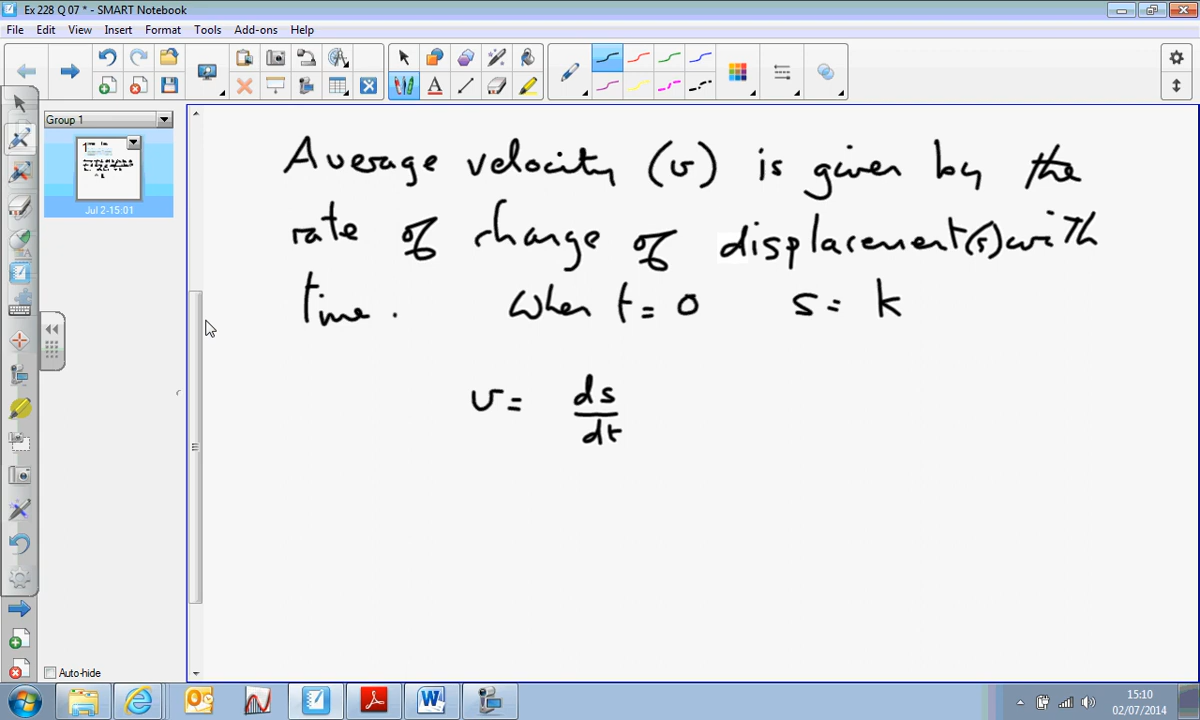 Ex 228 Q 07 * - SMART Notebook
File Edit View Insert Format Tools Add-ons Help
Group 1
Jul 2-15:01
Average velocity (v) is given by the
rate of change of displacement(s) with
time. When t = 0 s = k
v = ds/dt
Auto-hide
15:10
02/07/2014